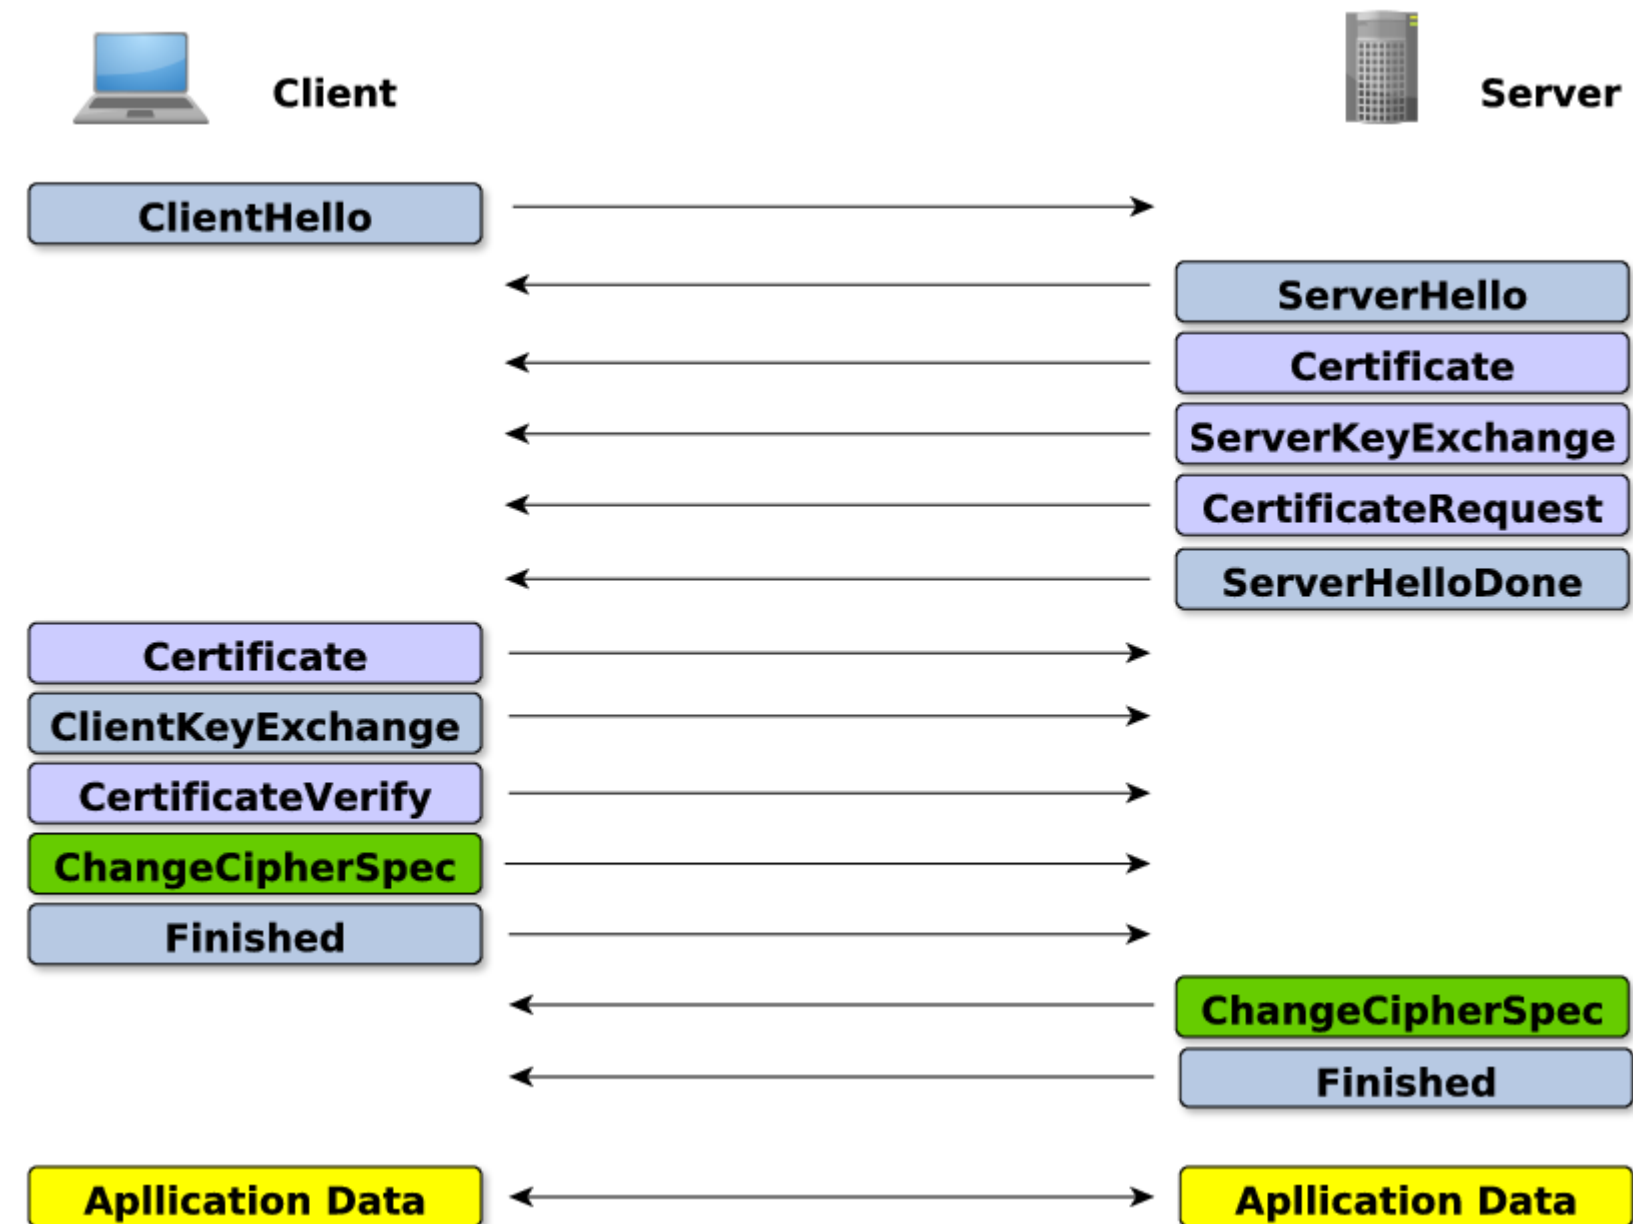 Client
Server
ClientHello
ServerHello
Certificate
ServerKeyExchange
CertificateRequest
ServerHelloDone
Certificate
ClientKeyExchange
CertificateVerify
ChangeCipherSpec
Finished
ChangeCipherSpec
Finished
Apllication Data
Apllication Data